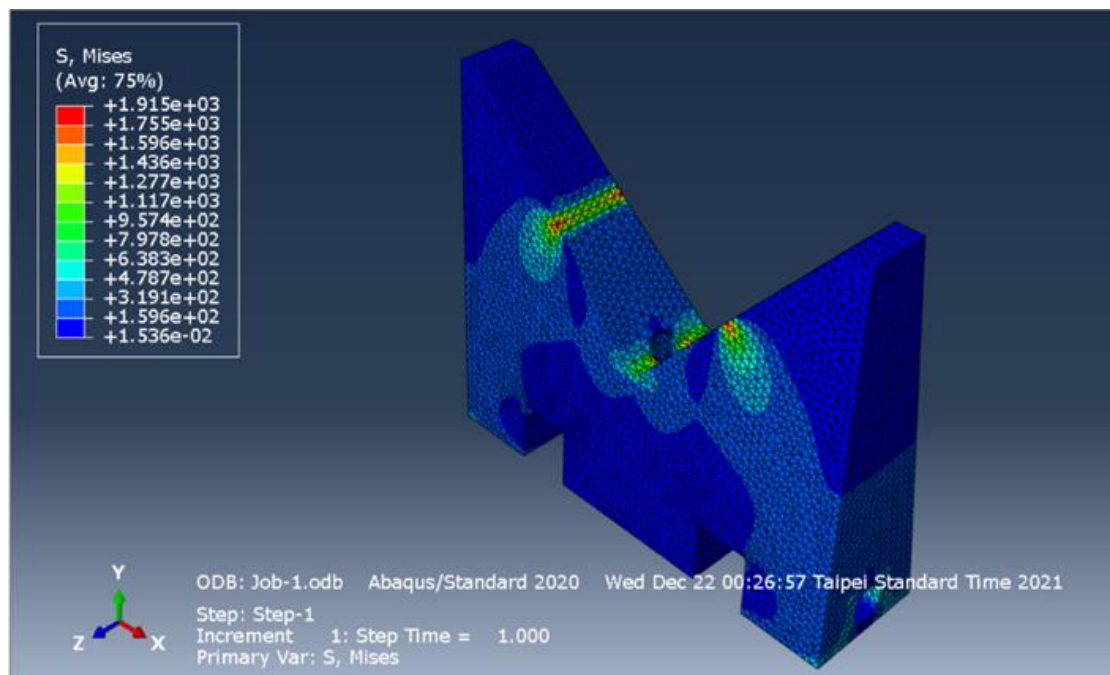 S, Mises
(Avg: 75%)
+1.915e+03
+1.755e+03
+1.596e+03
+1.436e+03
+1.277e+03
+1.117e+03
+9.574e+02
+7.978e+02
+6.383e+02
+4.787e+02
+3.191e+02
+1.596e+02
+1.536e-02
Y
Z X
ODB: Job-1.odb Abaqus/Standard 2020 Wed Dec 22 00:26:57 Taipei Standard Time 2021
Step: Step-1
Increment 1: Step Time = 1.000
Primary Var: S, Mises